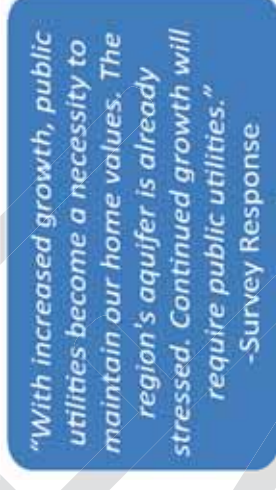 “With increased growth, public
utilities become a necessity to
maintain our home values. The
region’s aquifer is already
stressed. Continued growth will
require public utilities.”
-Survey Response